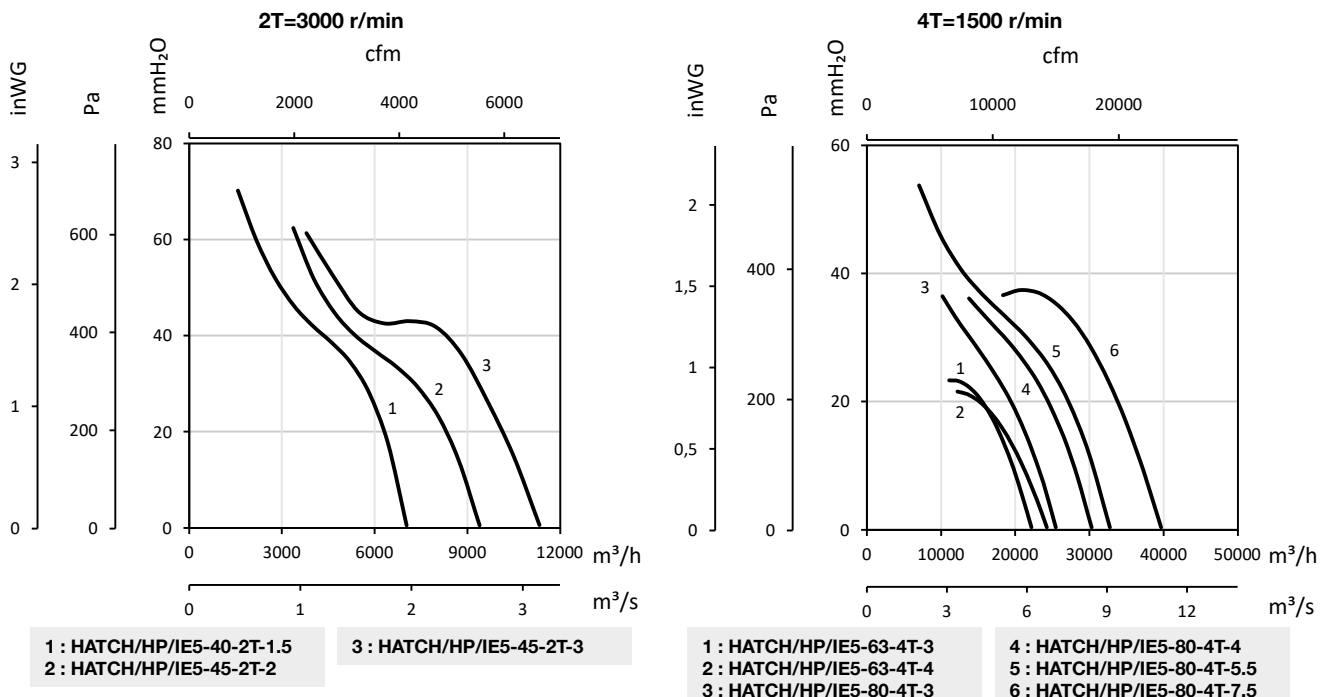 2T=3000 r/min
cfm
inWG
Pa
mmH₂O
0 2000 4000 6000
3
2
1
0
600
400
200
0
80
60
40
20
0
1
2
3
0 3000 6000 9000 12000 m³/h
0 1 2 3 m³/s
1 : HATCH/HP/IE5-40-2T-1.5
2 : HATCH/HP/IE5-45-2T-2
3 : HATCH/HP/IE5-45-2T-3
4T=1500 r/min
cfm
inWG
Pa
mmH₂O
0 10000 20000
2
1,5
1
0,5
0
400
200
0
60
40
20
0
3
1
2
4
5
6
0 10000 20000 30000 40000 50000 m³/h
0 3 6 9 12 m³/s
1 : HATCH/HP/IE5-63-4T-3
2 : HATCH/HP/IE5-63-4T-4
3 : HATCH/HP/IE5-80-4T-3
4 : HATCH/HP/IE5-80-4T-4
5 : HATCH/HP/IE5-80-4T-5.5
6 : HATCH/HP/IE5-80-4T-7.5